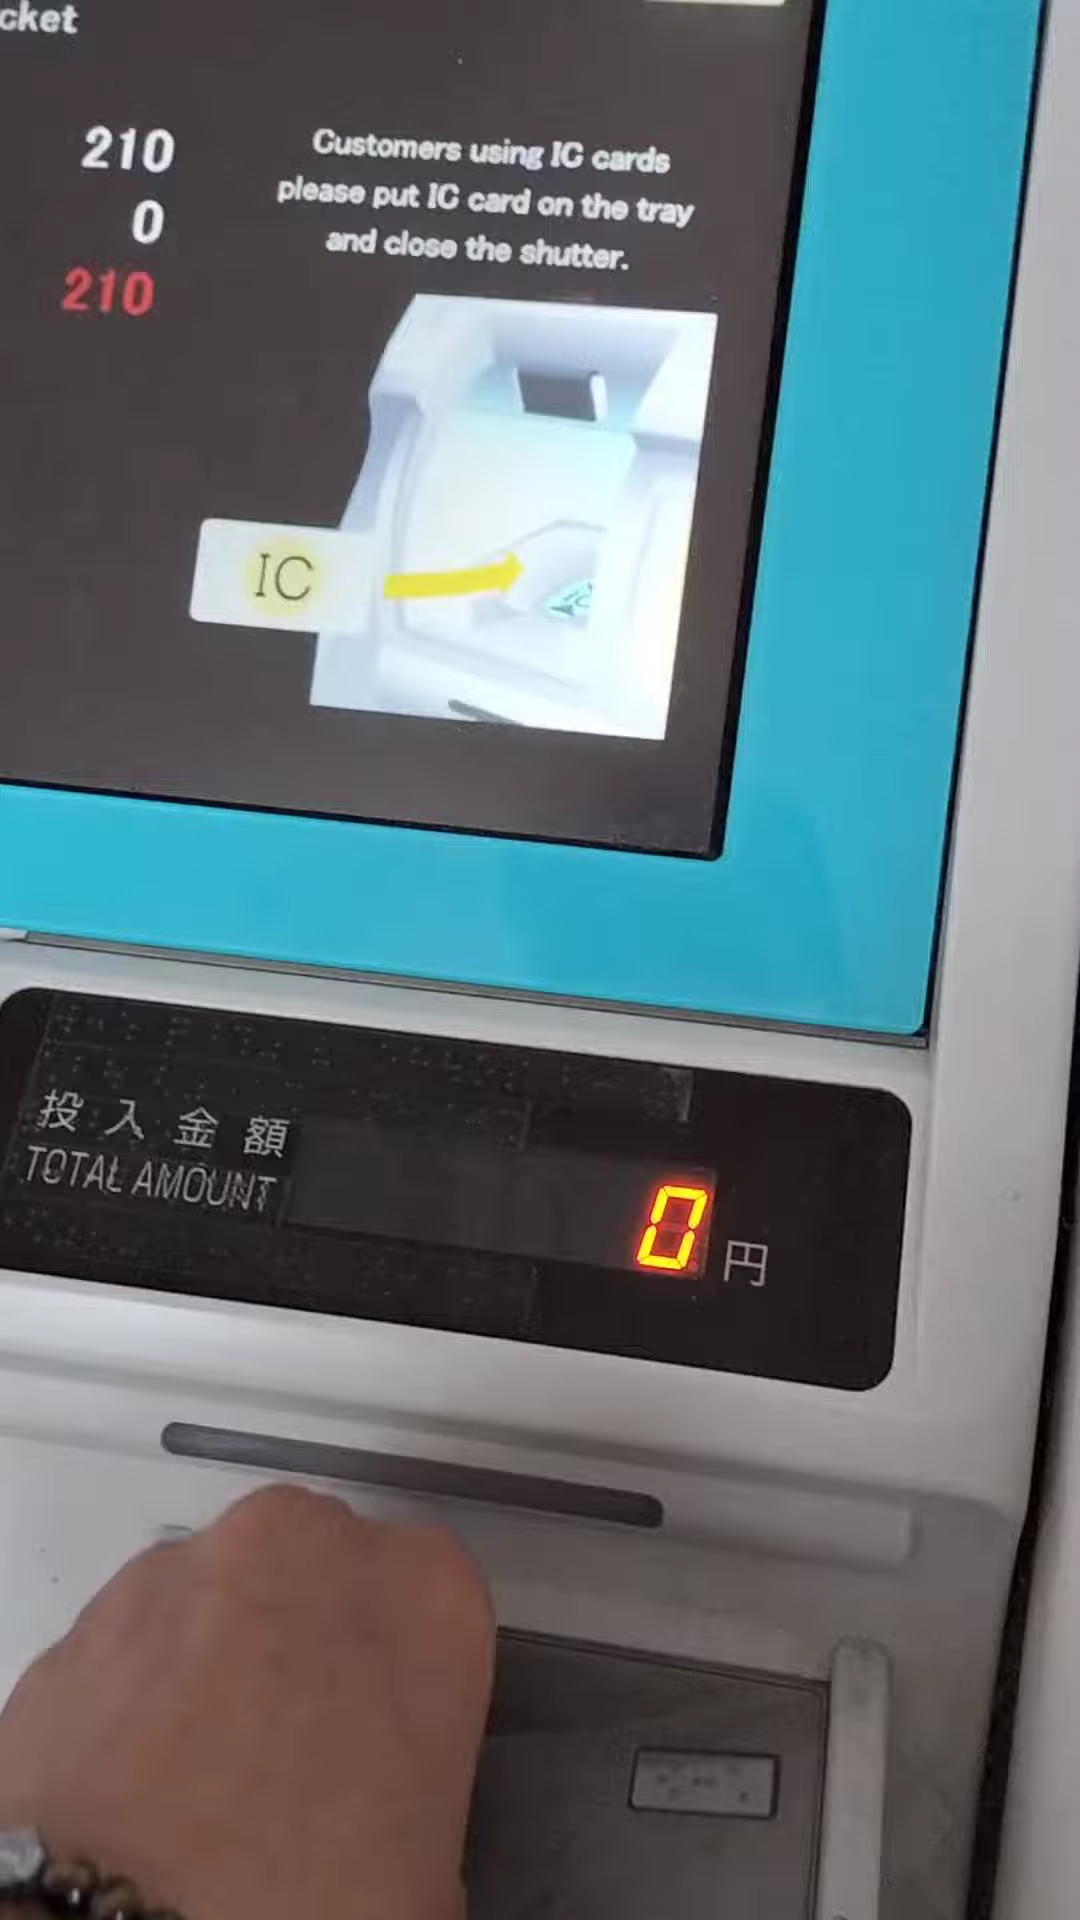 cket
210
0
210
Customers using IC cards
please put IC card on the tray
and close the shutter.
IC
投入金額
TOTAL AMOUNT
0 円